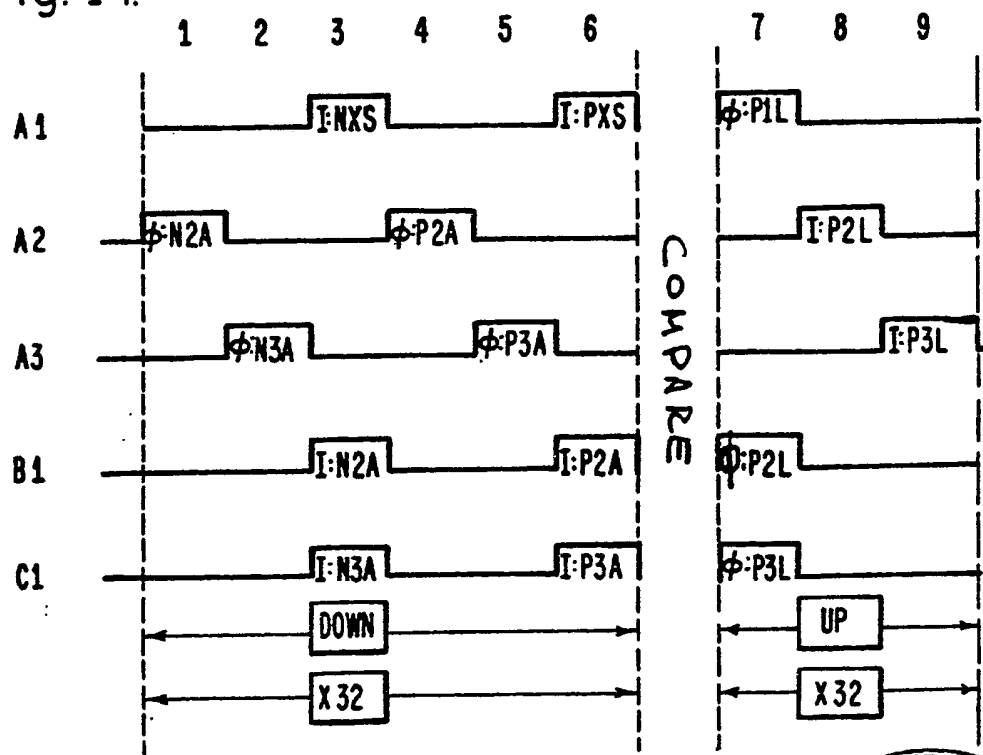 1 2 3 4 5 6 7 8 9
A1 I:NXS I:PXS ϕ:P1L
A2 ϕ:N2A ϕ:P2A I:P2L
A3 ϕ:N3A ϕ:P3A I:P3L
COMPARE
B1 I:N2A I:P2A ϕ:P2L
C1 I:N3A I:P3A ϕ:P3L
DOWN UP
X32 X32